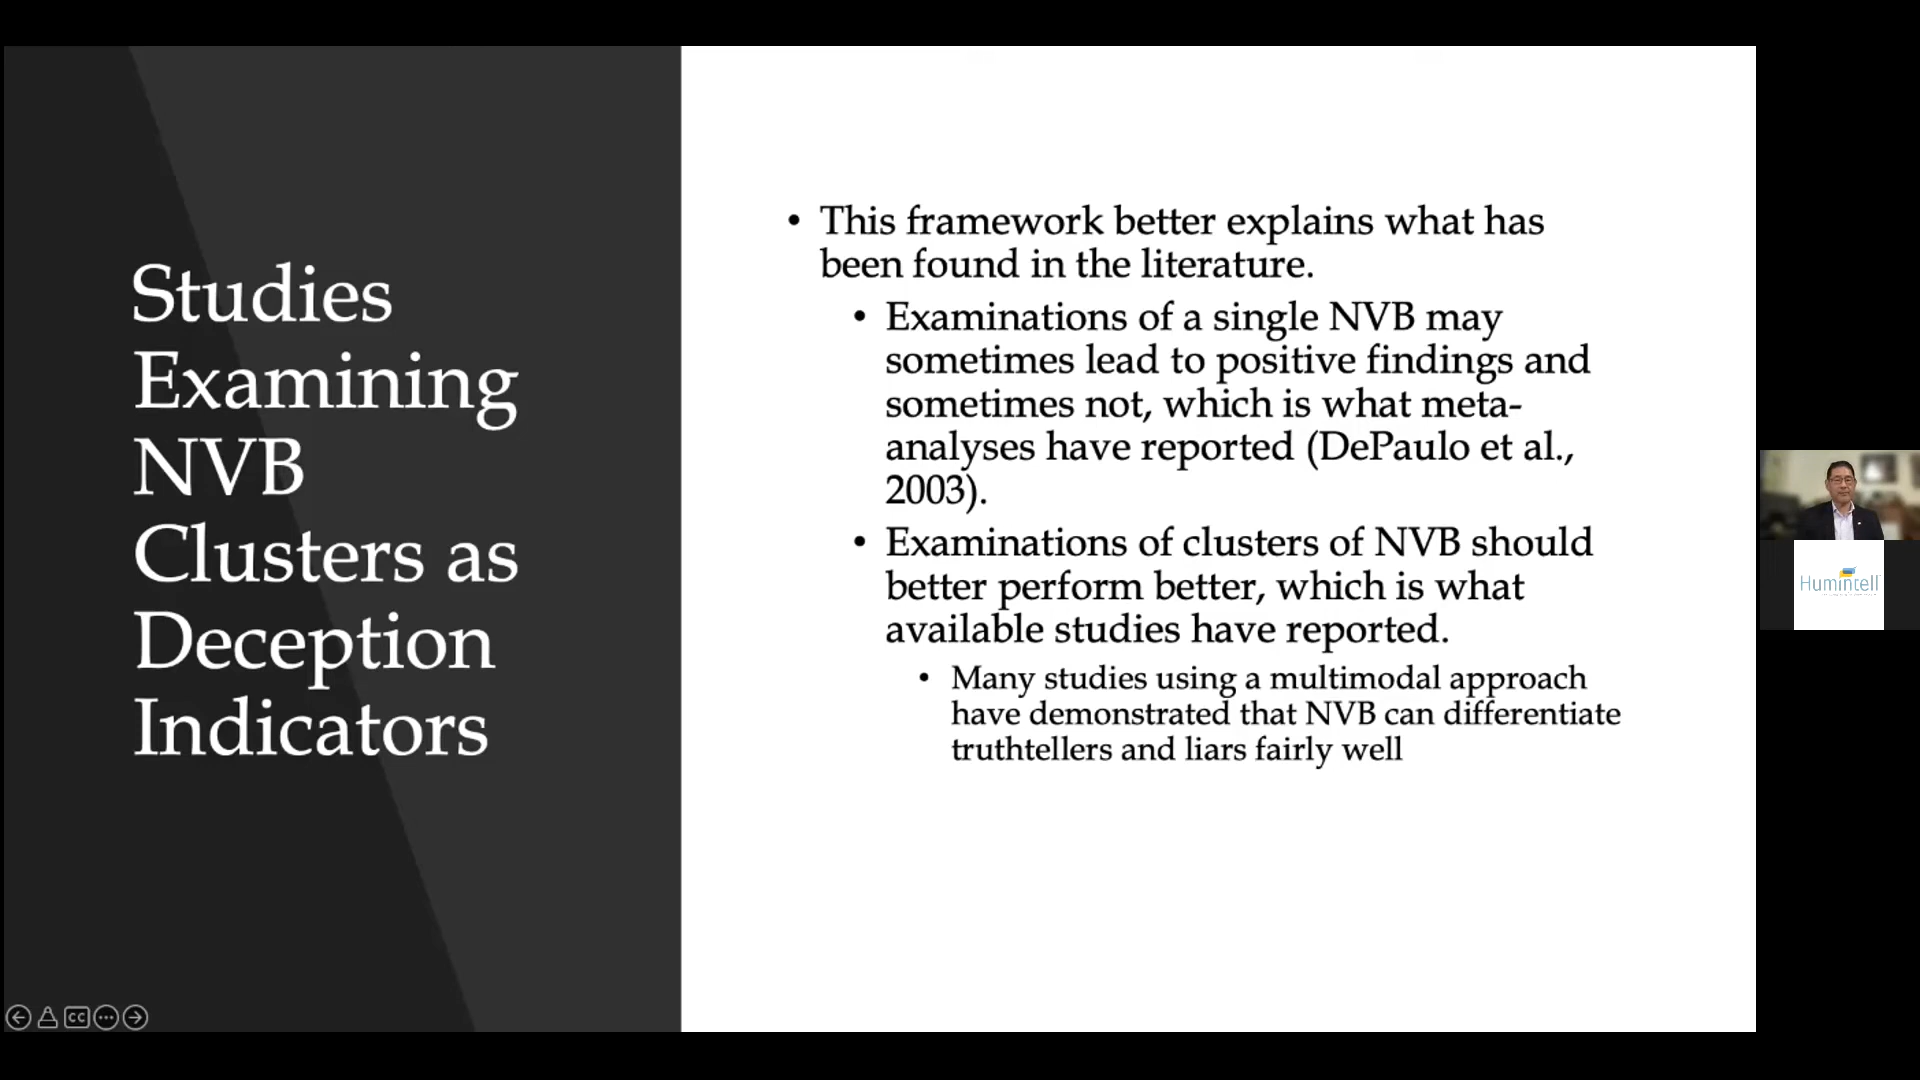 Studies
Examining
NVB
Clusters as
Deception
Indicators
• This framework better explains what has
been found in the literature.
• Examinations of a single NVB may
sometimes lead to positive findings and
sometimes not, which is what meta-
analyses have reported (DePaulo et al.,
2003).
• Examinations of clusters of NVB should
better perform better, which is what
available studies have reported.
• Many studies using a multimodal approach
have demonstrated that NVB can differentiate
truthtellers and liars fairly well
Humintell
CC